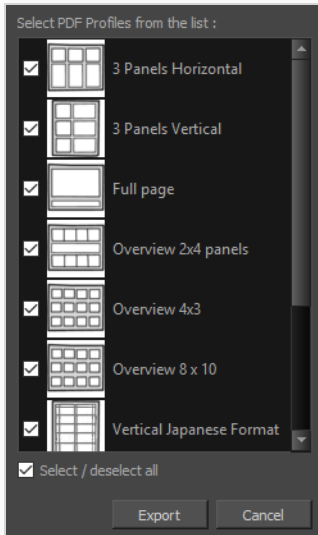 Select PDF Profiles from the list :
3 Panels Horizontal
3 Panels Vertical
Full page
Overview 2x4 panels
Overview 4x3
Overview 8 x 10
Vertical Japanese Format
Select / deselect all
Export Cancel